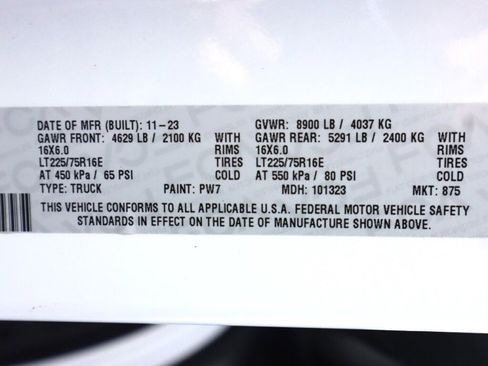 DATE OF MFR (BUILT): 11-23 GVWR: 8900 LB / 4037 KG
GAWR FRONT: 4629 LB / 2100 KG WITH GAWR REAR: 5291 LB / 2400 KG WITH
16X6.0 RIMS 16X6.0 RIMS
LT225/75R16E TIRES LT225/75R16E TIRES
AT 450 kPa / 65 PSI COLD AT 550 kPa / 80 PSI COLD
TYPE: TRUCK PAINT: PW7 MDH: 101323 MKT: 875
THIS VEHICLE CONFORMS TO ALL APPLICABLE U.S.A. FEDERAL MOTOR VEHICLE SAFETY
STANDARDS IN EFFECT ON THE DATE OF MANUFACTURE SHOWN ABOVE.